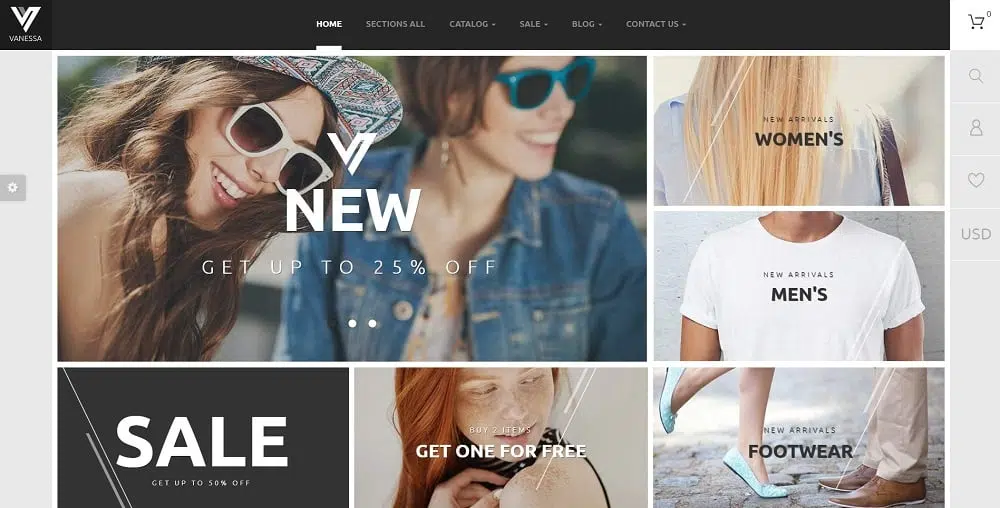 VANESSA
HOME SECTIONS ALL CATALOG SALE BLOG CONTACT US
0
NEW
GET UP TO 25% OFF
NEW ARRIVALS
WOMEN'S
NEW ARRIVALS
MEN'S
USD
SALE
GET UP TO 50% OFF
BUY 2 ITEMS
GET ONE FOR FREE
NEW ARRIVALS
FOOTWEAR